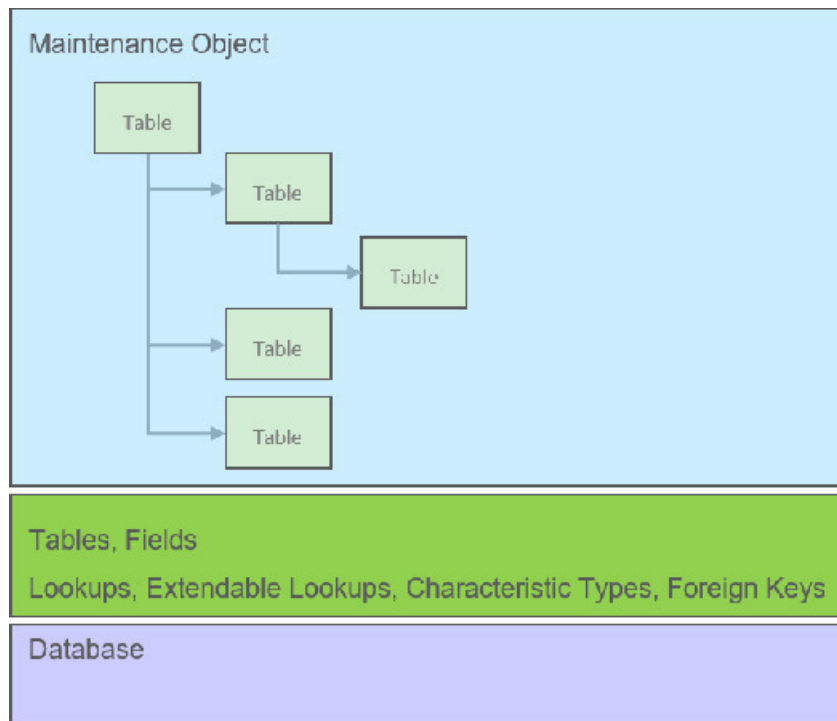 Maintenance Object
Table
Table
Table
Table
Table
Tables, Fields
Lookups, Extendable Lookups, Characteristic Types, Foreign Keys
Database